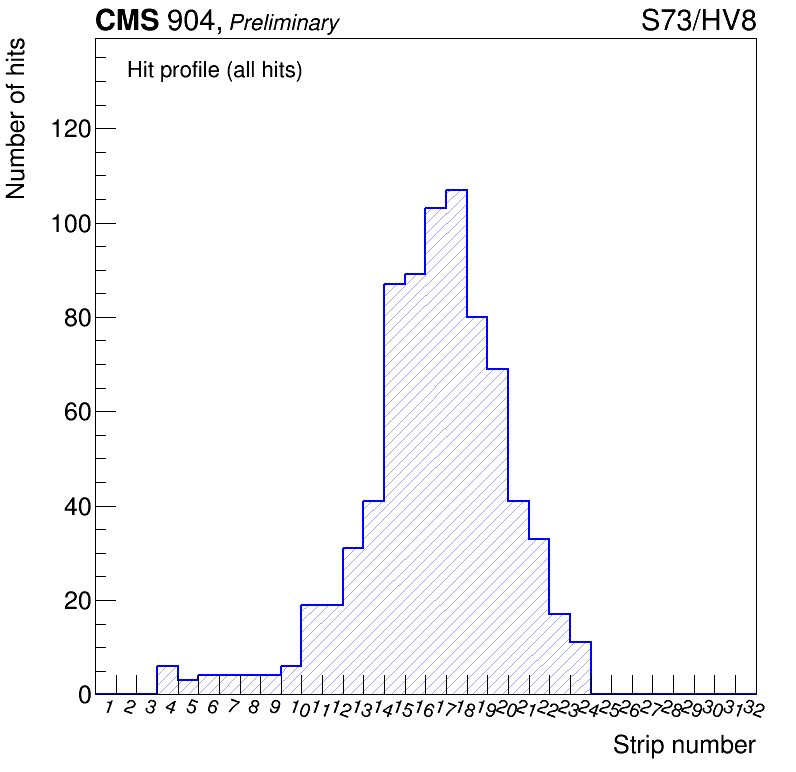 CMS 904, Preliminary
S73/HV8
Number of hits
Hit profile (all hits)
120
100
80
60
40
20
0
1 2 3 4 5 6 7 8 9 10 11 12 13 14 15 16 17 18 19 20 21 22 23 24 25 26 27 28 29 30 31 32
Strip number